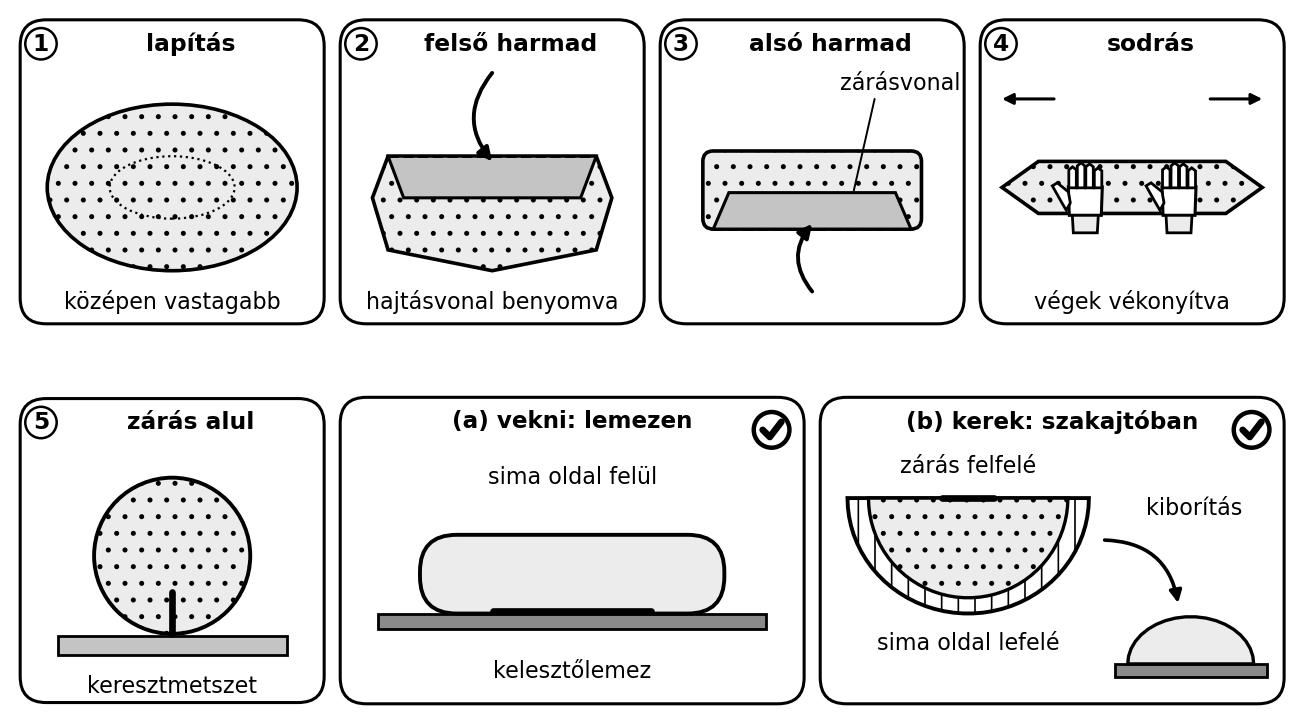 1 lapítás
középen vastagabb
2 felső harmad
hajtásvonal benyomva
3 alsó harmad
zárásvonal
4 sodrás
végek vékonyítva
5 zárás alul
keresztmetszet
(a) vekni: lemezen
sima oldal felül
kelesztőlemez
(b) kerek: szakajtóban
zárás felfelé
kiborítás
sima oldal lefelé